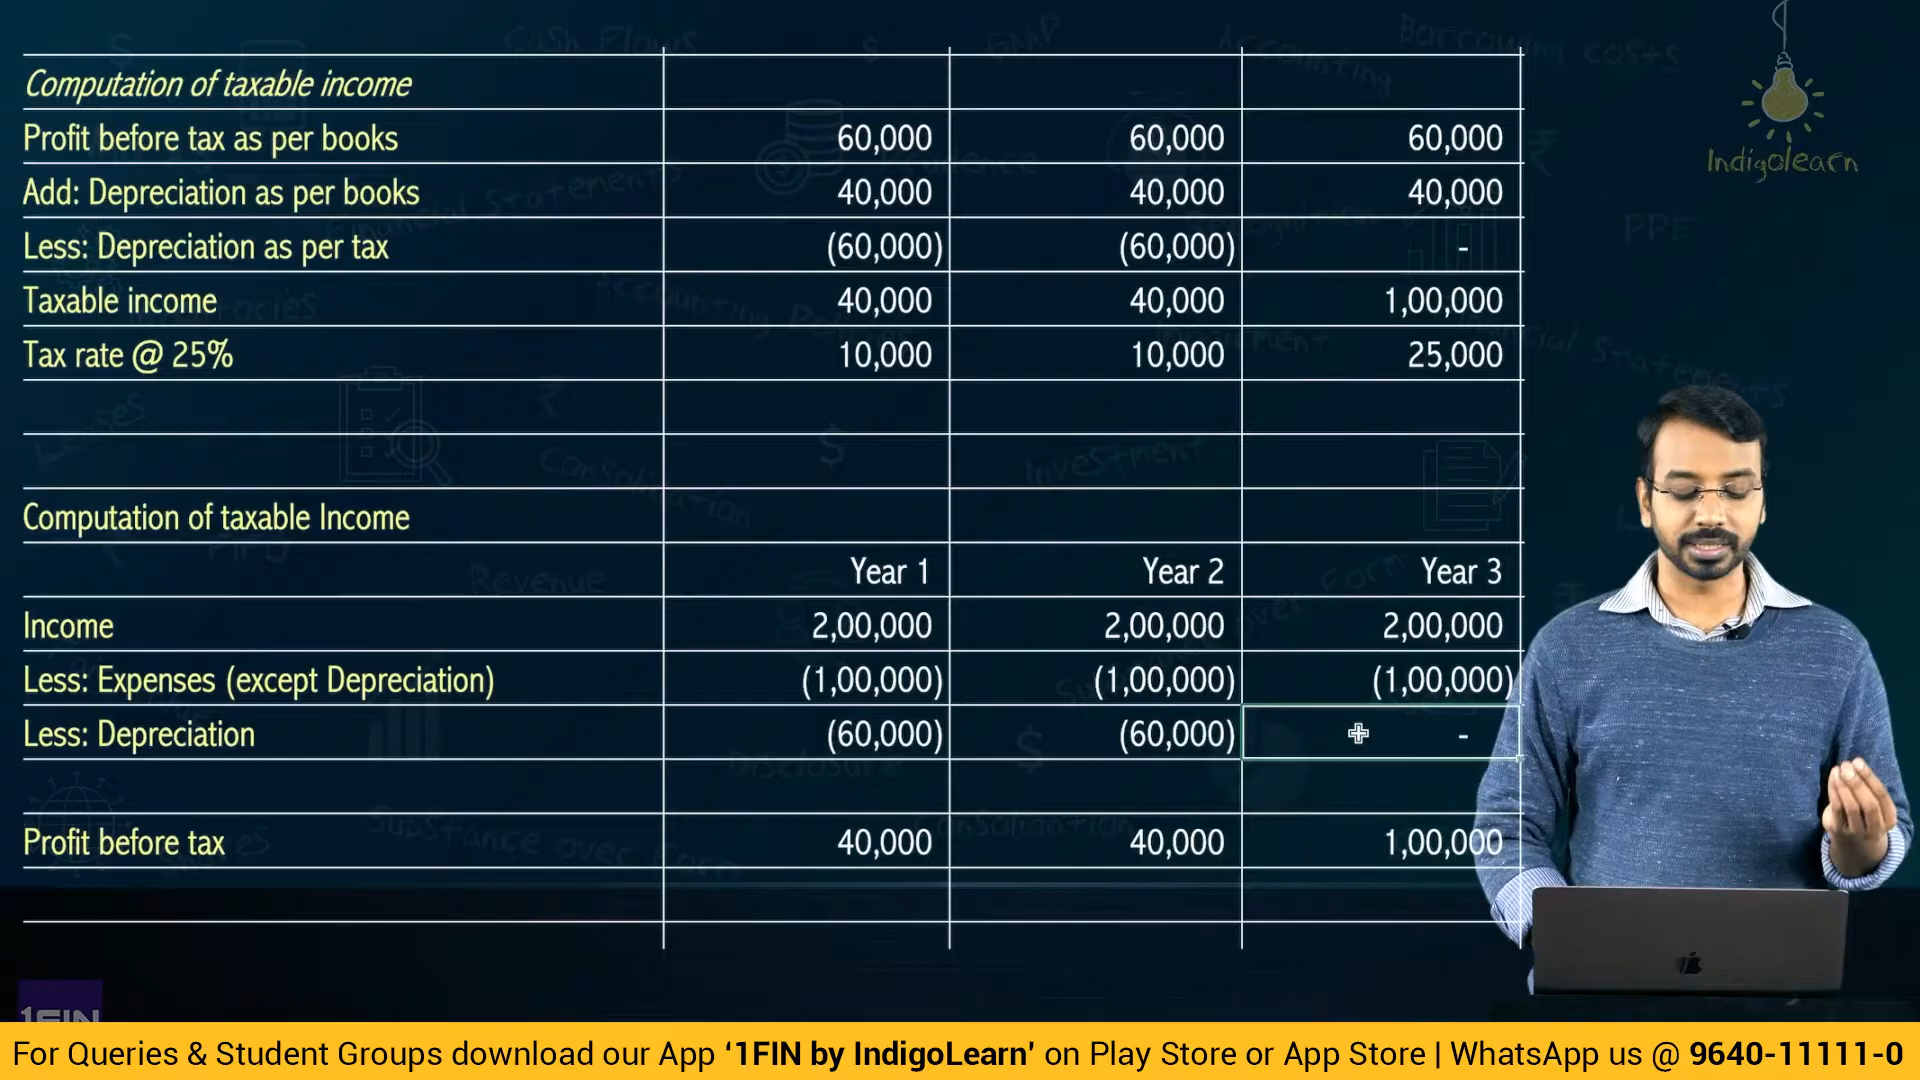 Computation of taxable income
Profit before tax as per books 60,000 60,000 60,000
Add: Depreciation as per books 40,000 40,000 40,000
Less: Depreciation as per tax (60,000) (60,000) -
Taxable income 40,000 40,000 1,00,000
Tax rate @ 25% 10,000 10,000 25,000
Computation of taxable Income
Year 1 Year 2 Year 3
Income 2,00,000 2,00,000 2,00,000
Less: Expenses (except Depreciation) (1,00,000) (1,00,000) (1,00,000)
Less: Depreciation (60,000) (60,000) -
Profit before tax 40,000 40,000 1,00,000
Indigolearn
1FIN
For Queries & Student Groups download our App ‘1FIN by IndigoLearn’ on Play Store or App Store | WhatsApp us @ 9640-11111-0